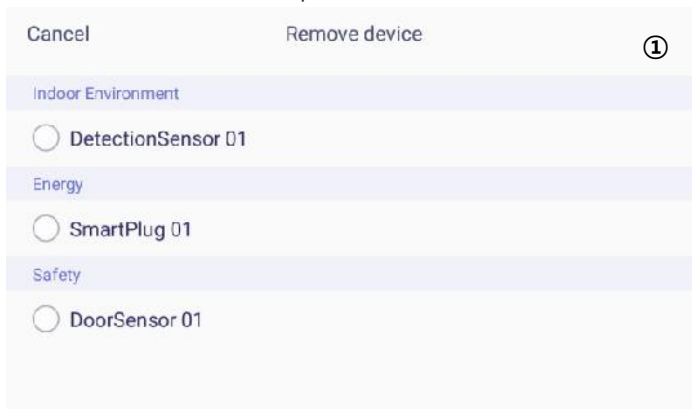 Cancel
Remove device
①
Indoor Environment
DetectionSensor 01
Energy
SmartPlug 01
Safety
DoorSensor 01